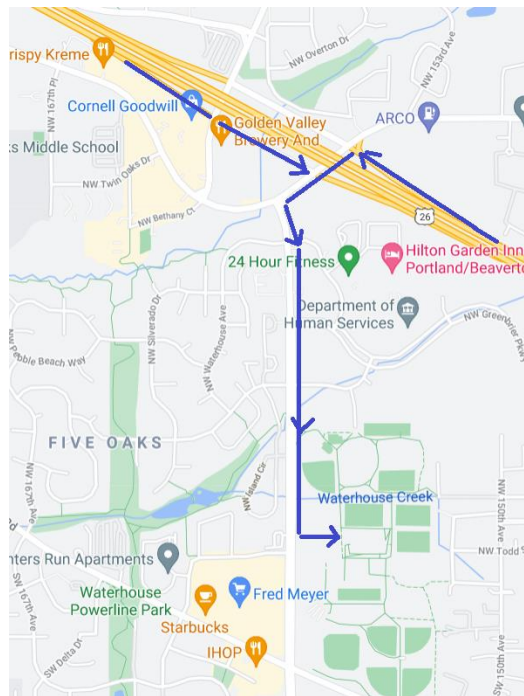 rispy Kreme
NW Overton Dr
NW 153rd Ave
NW 167th Pl
Cornell Goodwill
ARCO
Golden Valley
Brewery And
ks Middle School
NW Twin Oaks Dr
NW Bethany Ct
26
24 Hour Fitness
Hilton Garden Inn
Portland/Beaverto
Department of
Human Services
NW Greenbrier Pkwy
NW Silverado Dr
NW Waterhouse Ave
NW Pebble Beach Way
FIVE OAKS
NW 167th Ave
Island Cir
Waterhouse Creek
NW 150th Ave
NW Todd S
nters Run Apartments
Waterhouse
Powerline Park
Fred Meyer
Starbucks
SW 167th Ave
SW Delta Dr
IHOP
SW 150th Ave